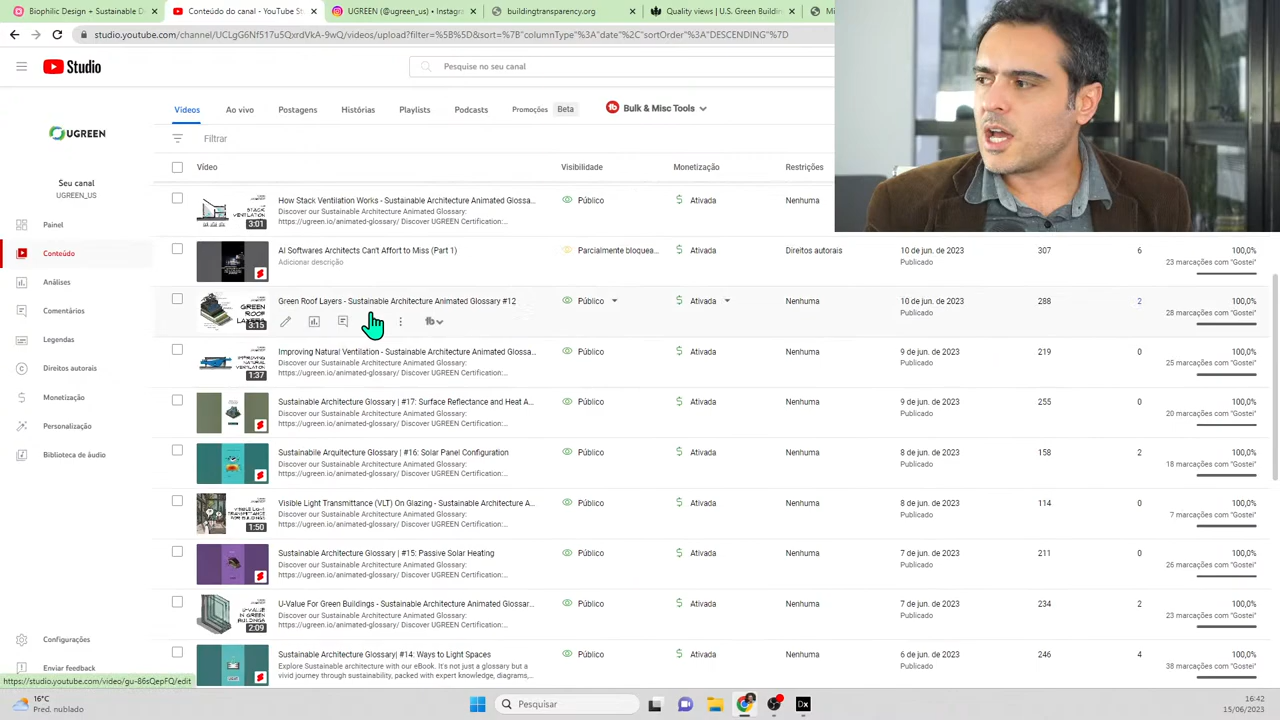 Biophilic Design + Sustainable D
Conteúdo do canal - YouTube S
UGREEN (@ugreen_us) • Instagr
buildingtransparency.org
Quality views | U.S. Green Build
studio.youtube.com/channel/UCLgG6Nf517u5QxrdVkA-9wQ/videos/upload?filter=%5B%5D&sort=%7B"columnType"%3A"date"%2C"sortOrder"%3A"DESCENDING"%7D
Studio
Pesquise no seu canal
Vídeos
Ao vivo
Postagens
Histórias
Playlists
Podcasts
Promoções
Beta
Bulk & Misc Tools
UGREEN
Filtrar
Vídeo
Visibilidade
Monetização
Restrições
Seu canal
UGREEN_US
Painel
Conteúdo
Análises
Comentários
Legendas
Direitos autorais
Monetização
Personalização
Biblioteca de áudio
Configurações
Enviar feedback
STACK
VENTILATION
3:01
How Stack Ventilation Works - Sustainable Architecture Animated Glossa...
Discover our Sustainable Architecture Animated Glossary:
https://ugreen.io/animated-glossary/ Discover UGREEN Certification:...
Público
Ativada
Nenhuma
AI Softwares Architects Can't Affort to Miss (Part 1)
Adicionar descrição
Parcialmente bloquea...
Ativada
Direitos autorais
10 de jun. de 2023
Publicado
307
6
100,0%
23 marcações com "Gostei"
GREEN
ROOF
LAYERS
3:15
Green Roof Layers - Sustainable Architecture Animated Glossary #12
Público
Ativada
Nenhuma
10 de jun. de 2023
Publicado
288
2
100,0%
28 marcações com "Gostei"
1:37
Improving Natural Ventilation - Sustainable Architecture Animated Glossa...
Discover our Sustainable Architecture Animated Glossary:
https://ugreen.io/animated-glossary/ Discover UGREEN Certification:...
Público
Ativada
Nenhuma
9 de jun. de 2023
Publicado
219
0
100,0%
25 marcações com "Gostei"
Sustainable Architecture Glossary | #17: Surface Reflectance and Heat A...
Discover our Sustainable Architecture Animated Glossary:
https://ugreen.io/animated-glossary/ Discover UGREEN Certification:...
Público
Ativada
Nenhuma
9 de jun. de 2023
Publicado
255
0
100,0%
20 marcações com "Gostei"
Sustainabile Arquitecture Glossary | #16: Solar Panel Configuration
Discover our Sustainable Architecture Animated Glossary:
https://ugreen.io/animated-glossary/ Discover UGREEN Certification:...
Público
Ativada
Nenhuma
8 de jun. de 2023
Publicado
158
2
100,0%
18 marcações com "Gostei"
1:50
Visible Light Transmittance (VLT) On Glazing - Sustainable Architecture A...
Discover our Sustainable Architecture Animated Glossary:
https://ugreen.io/animated-glossary/ Discover UGREEN Certification:...
Público
Ativada
Nenhuma
8 de jun. de 2023
Publicado
114
0
100,0%
7 marcações com "Gostei"
Sustainable Architecture Glossary | #15: Passive Solar Heating
Discover our Sustainable Architecture Animated Glossary:
https://ugreen.io/animated-glossary/ Discover UGREEN Certification:...
Público
Ativada
Nenhuma
7 de jun. de 2023
Publicado
211
0
100,0%
26 marcações com "Gostei"
2:09
U-Value For Green Buildings - Sustainable Architecture Animated Glossar...
Discover our Sustainable Architecture Animated Glossary:
https://ugreen.io/animated-glossary/ Discover UGREEN Certification:...
Público
Ativada
Nenhuma
7 de jun. de 2023
Publicado
234
2
100,0%
23 marcações com "Gostei"
Sustainable Architecture Glossary| #14: Ways to Light Spaces
Explore Sustainable architecture with our eBook. It's not just a glossary but a
vivid journey through sustainability, packed with expert knowledge, diagrams,...
Público
Ativada
Nenhuma
6 de jun. de 2023
Publicado
246
4
100,0%
38 marcações com "Gostei"
https://studio.youtube.com/video/gu-86sQepFQ/edit
16°C
Pred. nublado
Pesquisar
Dx
16:42
15/06/2023